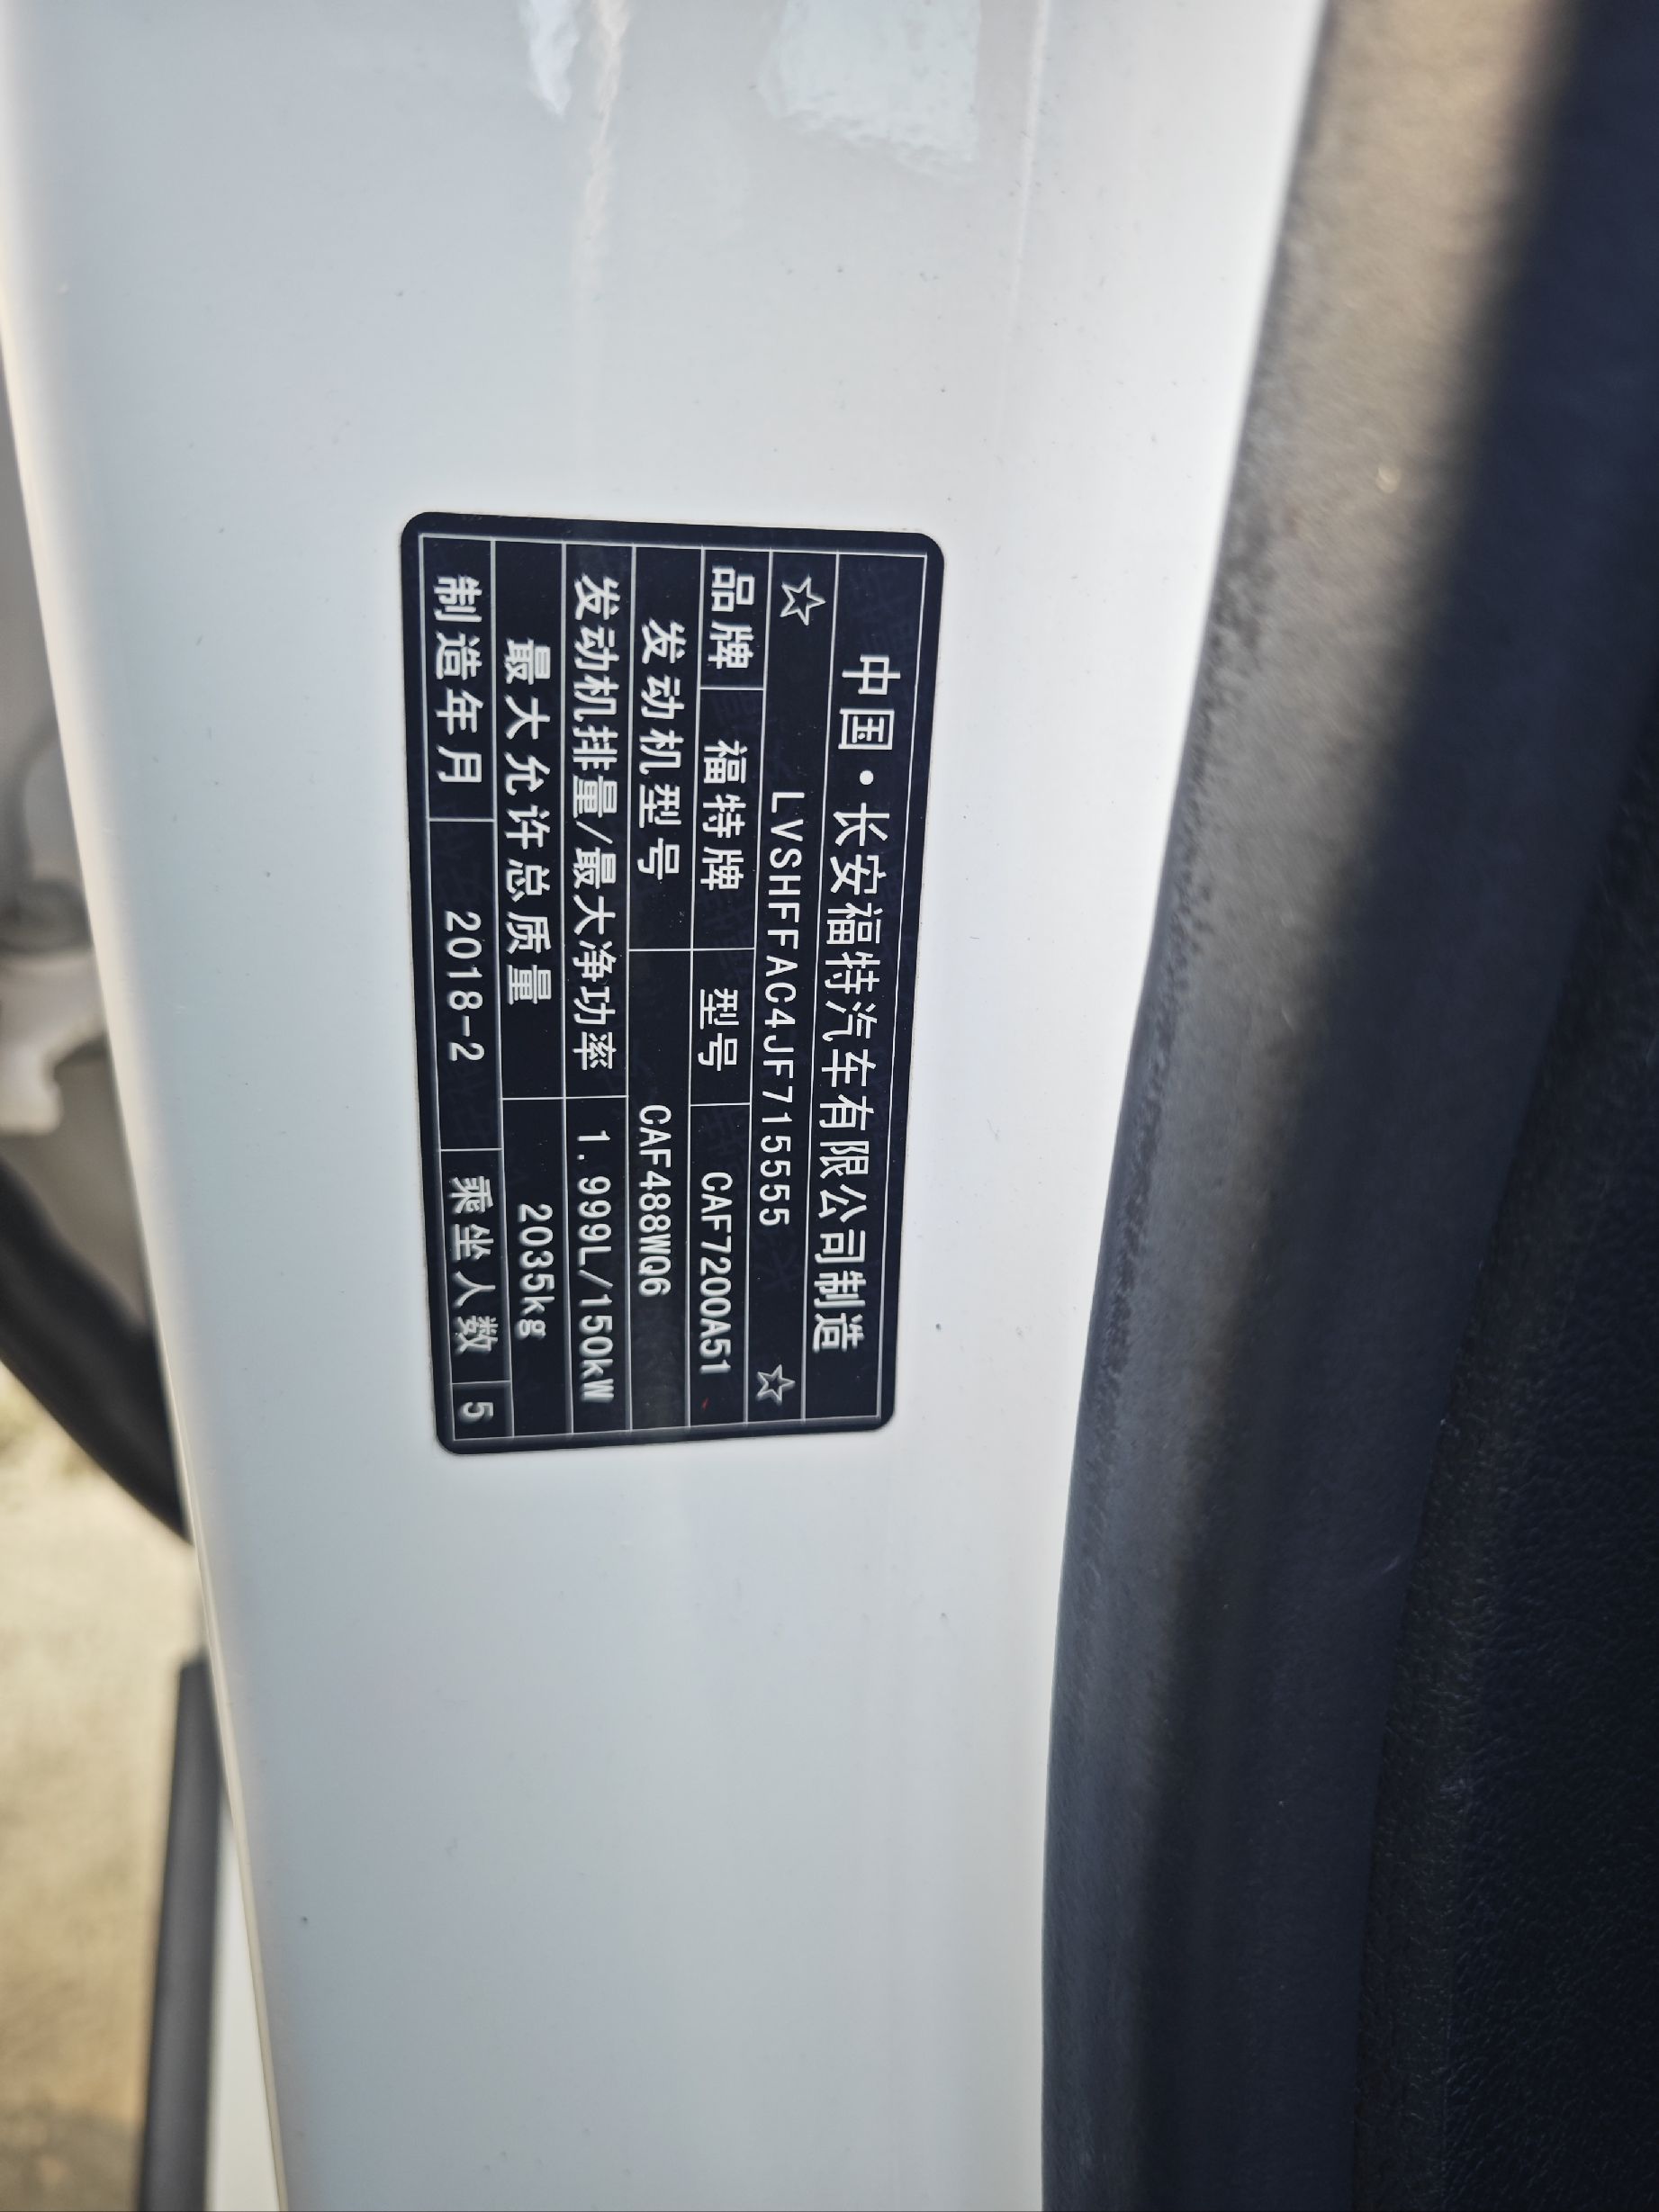 中国·长安福特汽车有限公司制造
☆ LVSHFFAC4JF715555 ☆
品牌 福特牌 型号 CAF7200A51
发动机型号 CAF488WQ6
发动机排量/最大净功率 1.999L/150kW
最大允许总质量 2035kg
制造年月 2018-2 乘坐人数 5